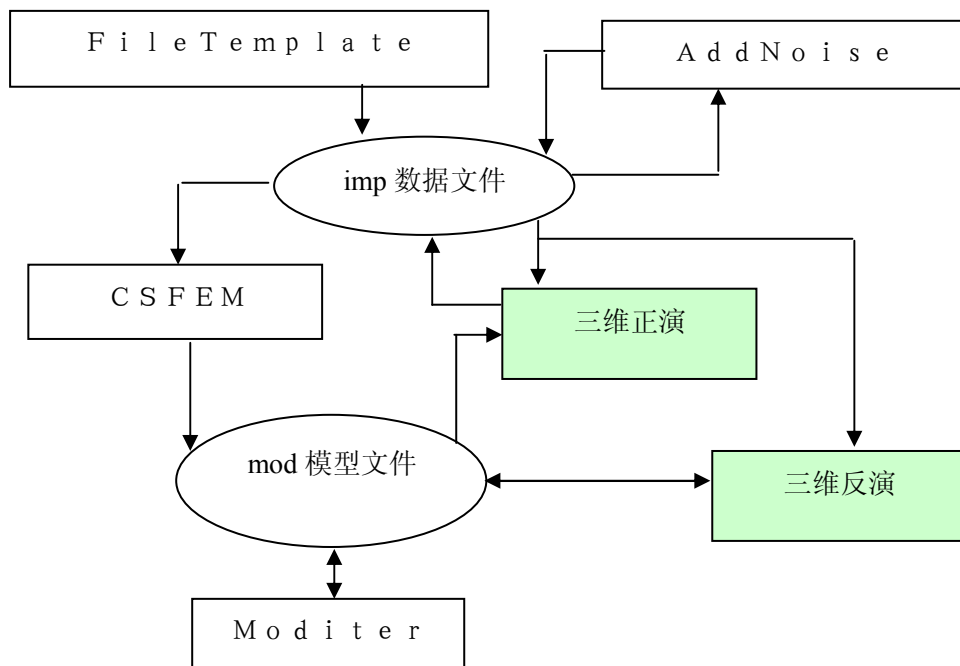 FileTemplate
AddNoise
imp 数据文件
CSFEM
三维正演
mod 模型文件
三维反演
Moditer